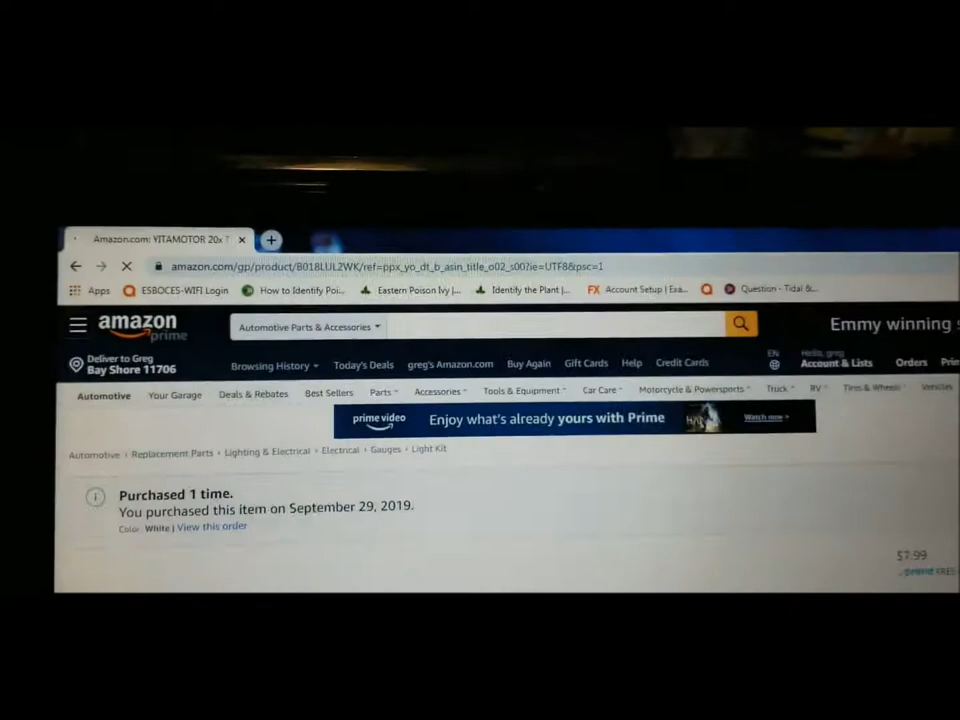 Amazon.com: VITAMOTOR 20x T
amazon.com/gp/product/B018LUL2WK/ref=ppx_yo_dt_b_asin_title_o02_s00?ie=UTF8&psc=1
Apps ESBOCES-WIFI Login How to Identify Poi... Eastern Poison Ivy |... Identify the Plant |... FX Account Setup | Exa... Question - Tidal &...
amazon prime Automotive Parts & Accessories Emmy winning
Deliver to Greg
Bay Shore 11706
Browsing History Today's Deals greg's Amazon.com Buy Again Gift Cards Help Credit Cards EN Hello, greg
Account & Lists Orders
Automotive Your Garage Deals & Rebates Best Sellers Parts Accessories Tools & Equipment Car Care Motorcycle & Powersports Truck RV Tires & Wheels Vehicles
prime video Enjoy what's already yours with Prime Watch now
Automotive › Replacement Parts › Lighting & Electrical › Electrical › Gauges › Light Kit
Purchased 1 time.
You purchased this item on September 29, 2019.
Color: White | View this order
$7.99